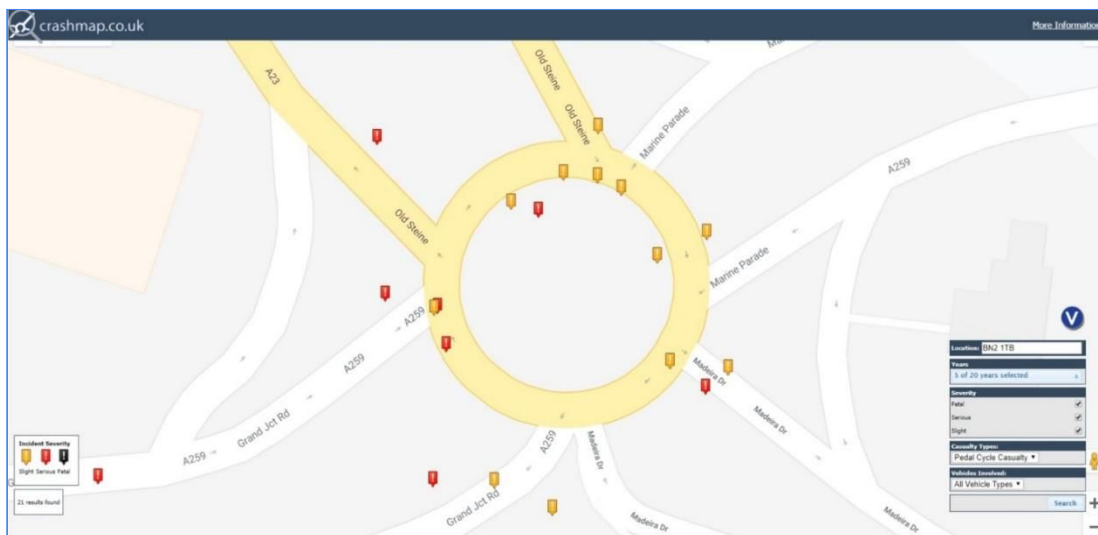 crashmap.co.uk
More Information
A23
Old Steine
Old Steine
Marine Parade
A259
Old Steine
Marine Parade
A259
A259
Grand Jct Rd
A259
Madeira Dr
Madeira Dr
Madeira Dr
A259
Madeira Dr
Grand Jct Rd
Madeira Dr
Madeira Dr
Incident Severity
Slight Serious Fatal
21 results found
V
Location: BN2 1TB
Years
5 of 20 years selected
Severity
Fatal
Serious
Slight
Casualty Types:
Pedal Cycle Casualty
Vehicles Involved:
All Vehicle Types
Search
+
−